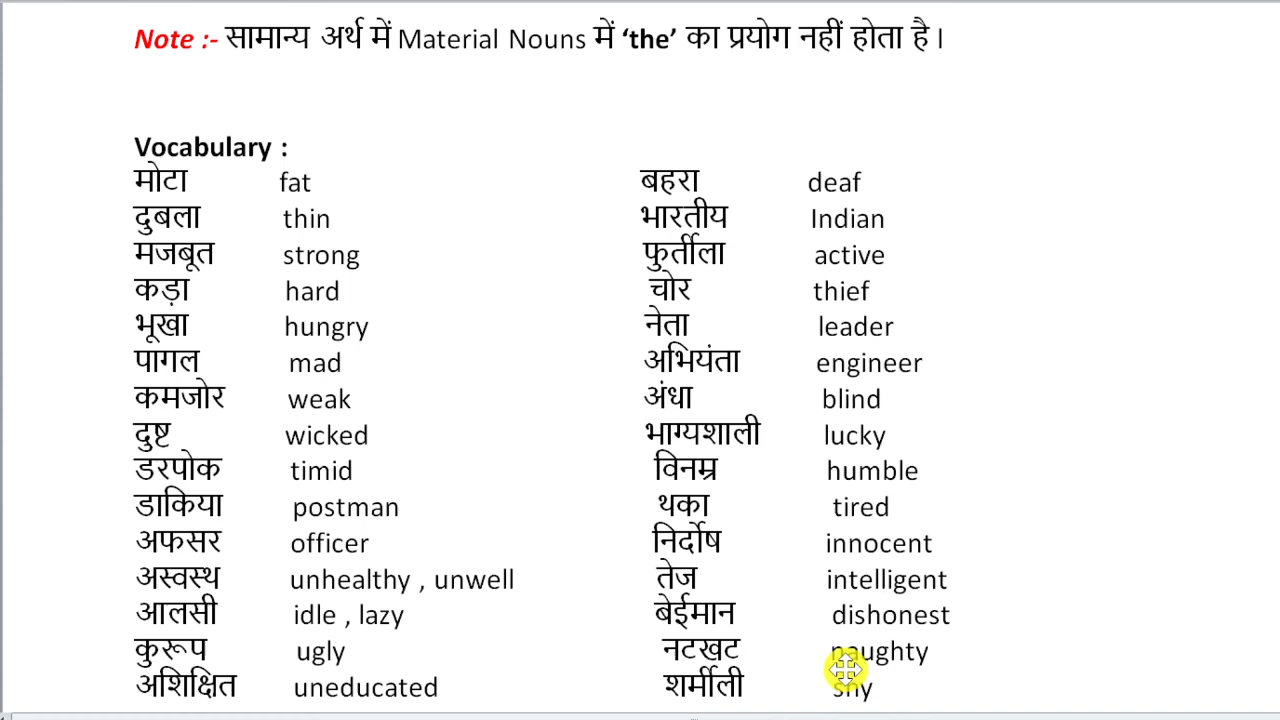 Note :- सामान्य अर्थ में Material Nouns में ‘the’ का प्रयोग नहीं होता है ।
Vocabulary :
मोटा fat बहरा deaf
दुबला thin भारतीय Indian
मजबूत strong फुर्तीला active
कड़ा hard चोर thief
भूखा hungry नेता leader
पागल mad अभियंता engineer
कमजोर weak अंधा blind
दुष्ट wicked भाग्यशाली lucky
डरपोक timid विनम्र humble
डाकिया postman थका tired
अफसर officer निर्दोष innocent
अस्वस्थ unhealthy , unwell तेज intelligent
आलसी idle , lazy बेईमान dishonest
कुरूप ugly नटखट naughty
अशिक्षित uneducated शर्मीली shy